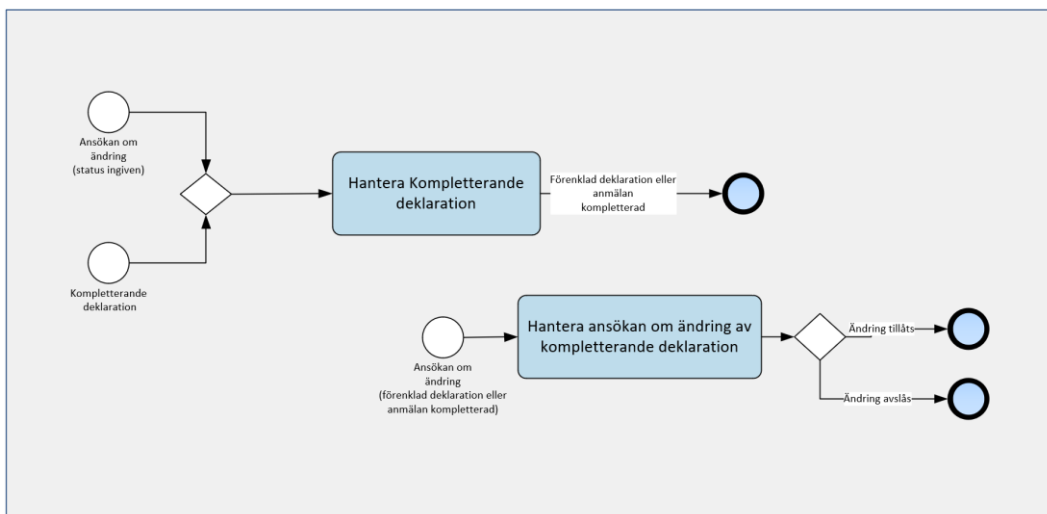 Ansökan om
ändring
(status ingiven)
Hantera Kompletterande
deklaration
Förenklad deklaration eller
anmälan
kompletterad
Kompletterande
deklaration
Hantera ansökan om ändring av
kompletterande deklaration
Ändring tillåts
Ansökan om
ändring
(förenklad deklaration eller
anmälan kompletterad)
Ändring avslås